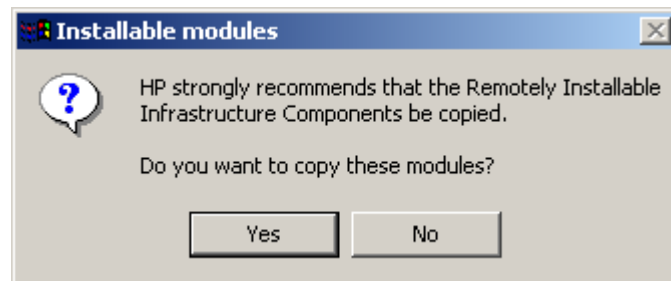 Installable modules
HP strongly recommends that the Remotely Installable
Infrastructure Components be copied.
Do you want to copy these modules?
Yes No